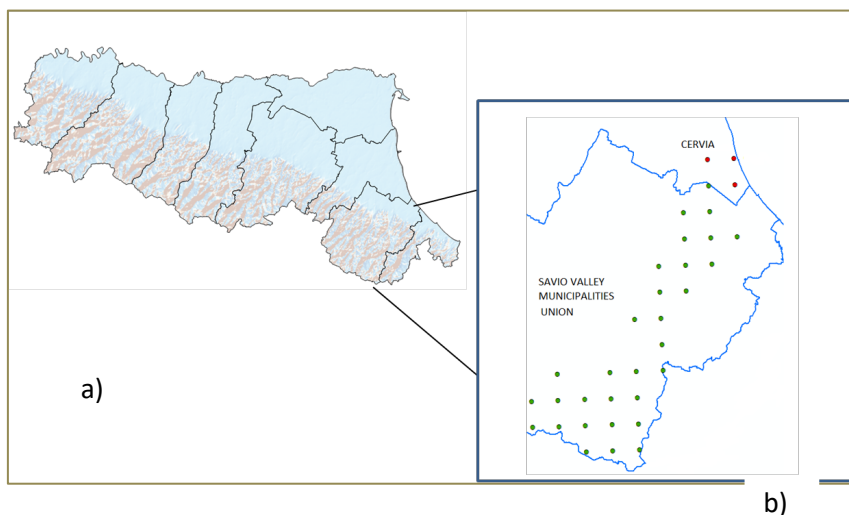 CERVIA
SAVIO VALLEY
MUNICIPALITIES
UNION
a)
b)